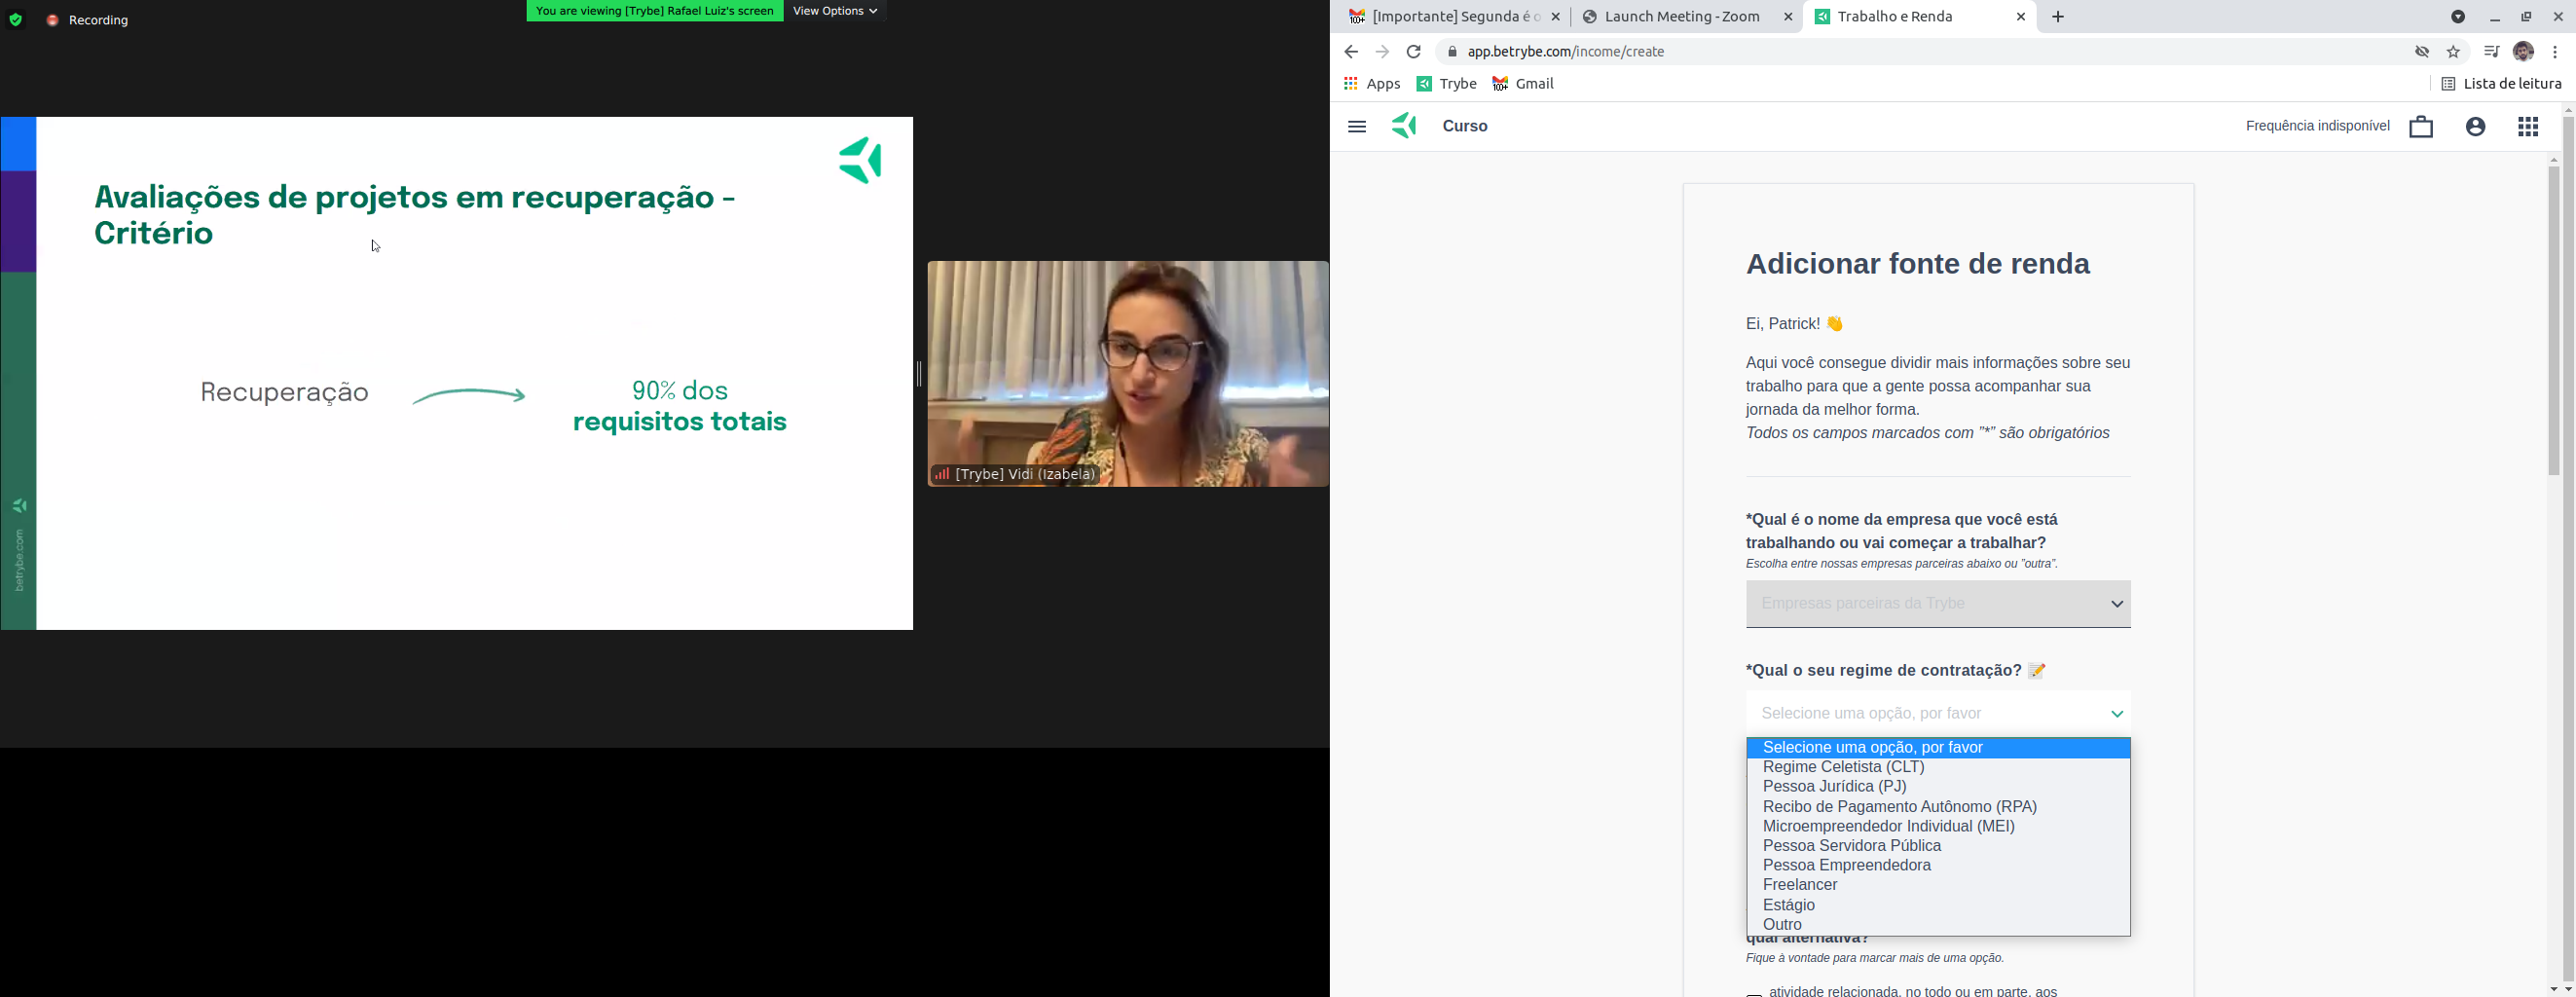 Recording
You are viewing [Trybe] Rafael Luiz's screen
View Options
Avaliações de projetos em recuperação -
Critério
Recuperação
90% dos
requisitos totais
betrybe.com
[Trybe] Vidi (Izabela)
[Importante] Segunda é o
Launch Meeting - Zoom
Trabalho e Renda
app.betrybe.com/income/create
Apps
Trybe
Gmail
Lista de leitura
Curso
Frequência indisponível
Adicionar fonte de renda
Ei, Patrick! 👋
Aqui você consegue dividir mais informações sobre seu
trabalho para que a gente possa acompanhar sua
jornada da melhor forma.
Todos os campos marcados com "*" são obrigatórios
*Qual é o nome da empresa que você está
trabalhando ou vai começar a trabalhar?
Escolha entre nossas empresas parceiras abaixo ou "outra".
Empresas parceiras da Trybe
*Qual o seu regime de contratação? 📝
Selecione uma opção, por favor
Selecione uma opção, por favor
Regime Celetista (CLT)
Pessoa Jurídica (PJ)
Recibo de Pagamento Autônomo (RPA)
Microempreendedor Individual (MEI)
Pessoa Servidora Pública
Pessoa Empreendedora
Freelancer
Estágio
Outro
qual alternativa?
Fique à vontade para marcar mais de uma opção.
atividade relacionada, no todo ou em parte, aos